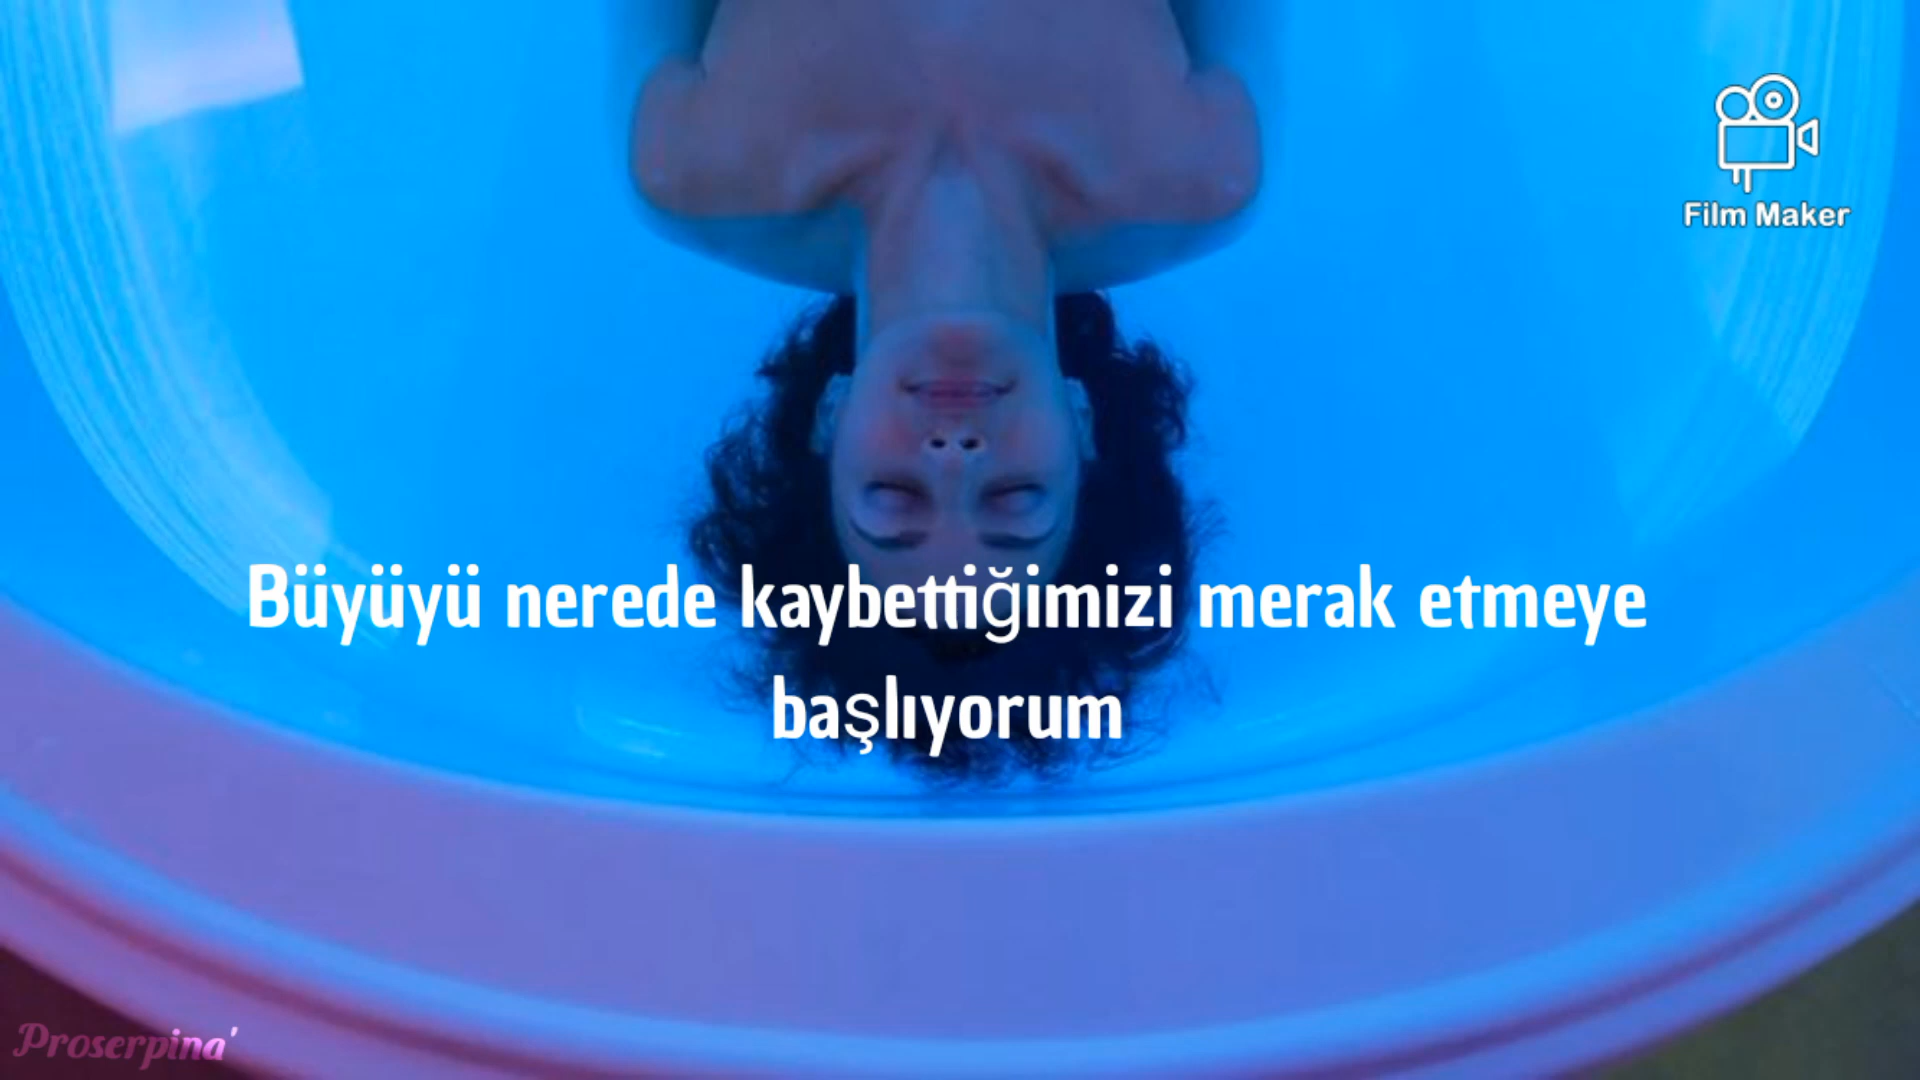 Film Maker
Büyüyü nerede kaybettiğimizi merak etmeye
başlıyorum
Proserpina'